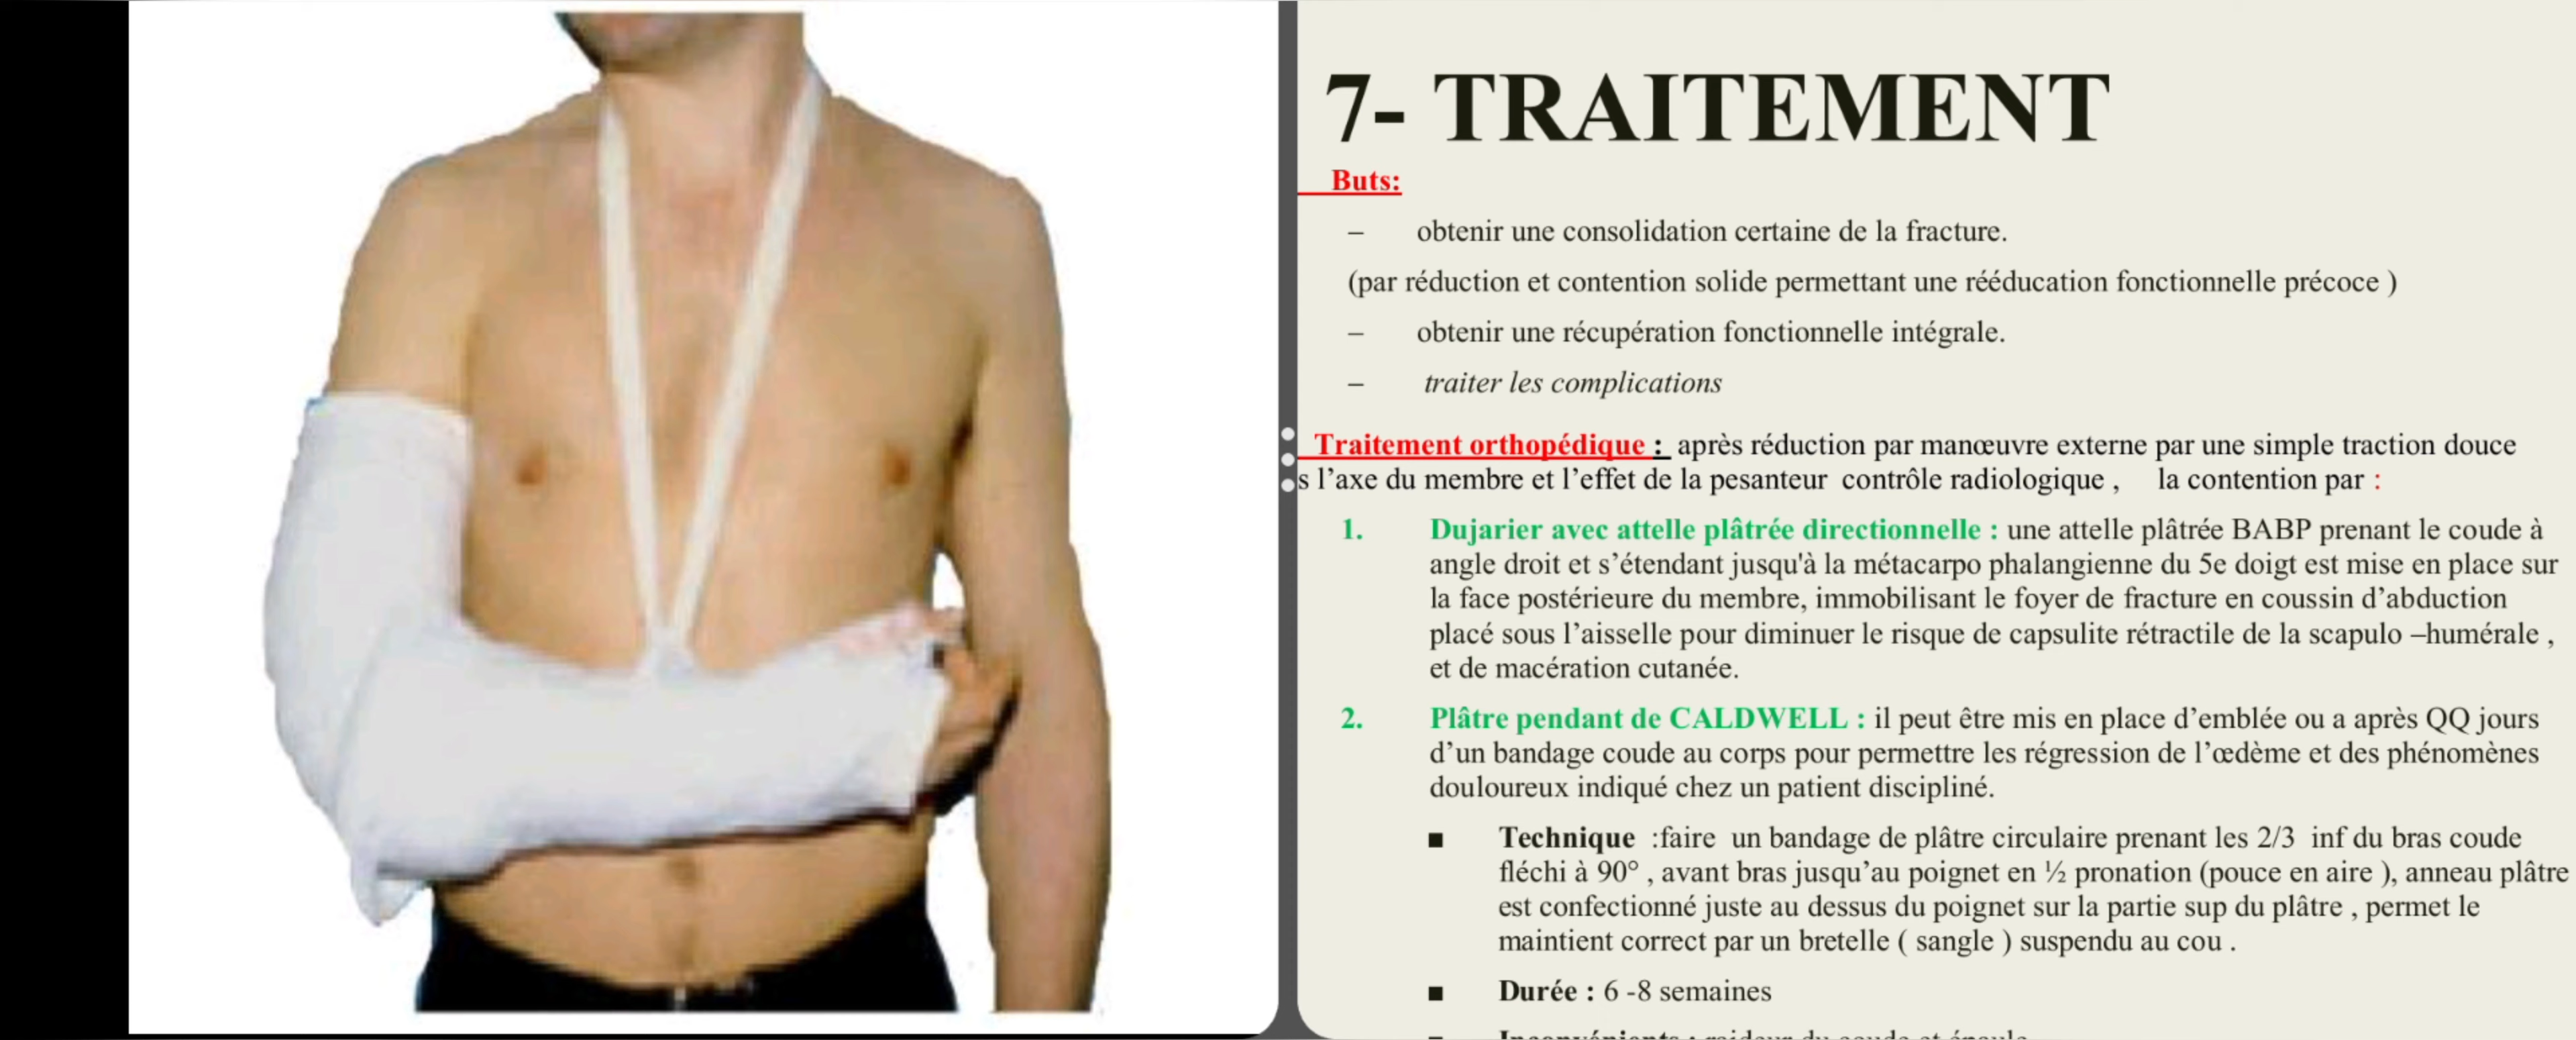 7- TRAITEMENT
Buts:
– obtenir une consolidation certaine de la fracture.
(par réduction et contention solide permettant une rééducation fonctionnelle précoce )
– obtenir une récupération fonctionnelle intégrale.
– traiter les complications
Traitement orthopédique : après réduction par manœuvre externe par une simple traction douce
s l’axe du membre et l’effet de la pesanteur contrôle radiologique , la contention par :
1. Dujarier avec attelle plâtrée directionnelle : une attelle plâtrée BABP prenant le coude à
angle droit et s’étendant jusqu'à la métacarpo phalangienne du 5e doigt est mise en place sur
la face postérieure du membre, immobilisant le foyer de fracture en coussin d’abduction
placé sous l’aisselle pour diminuer le risque de capsulite rétractile de la scapulo –humérale ,
et de macération cutanée.
2. Plâtre pendant de CALDWELL : il peut être mis en place d’emblée ou a après QQ jours
d’un bandage coude au corps pour permettre les régression de l’œdème et des phénomènes
douloureux indiqué chez un patient discipliné.
■ Technique :faire un bandage de plâtre circulaire prenant les 2/3 inf du bras coude
fléchi à 90° , avant bras jusqu’au poignet en ½ pronation (pouce en aire ), anneau plâtre
est confectionné juste au dessus du poignet sur la partie sup du plâtre , permet le
maintient correct par un bretelle ( sangle ) suspendu au cou .
■ Durée : 6 -8 semaines